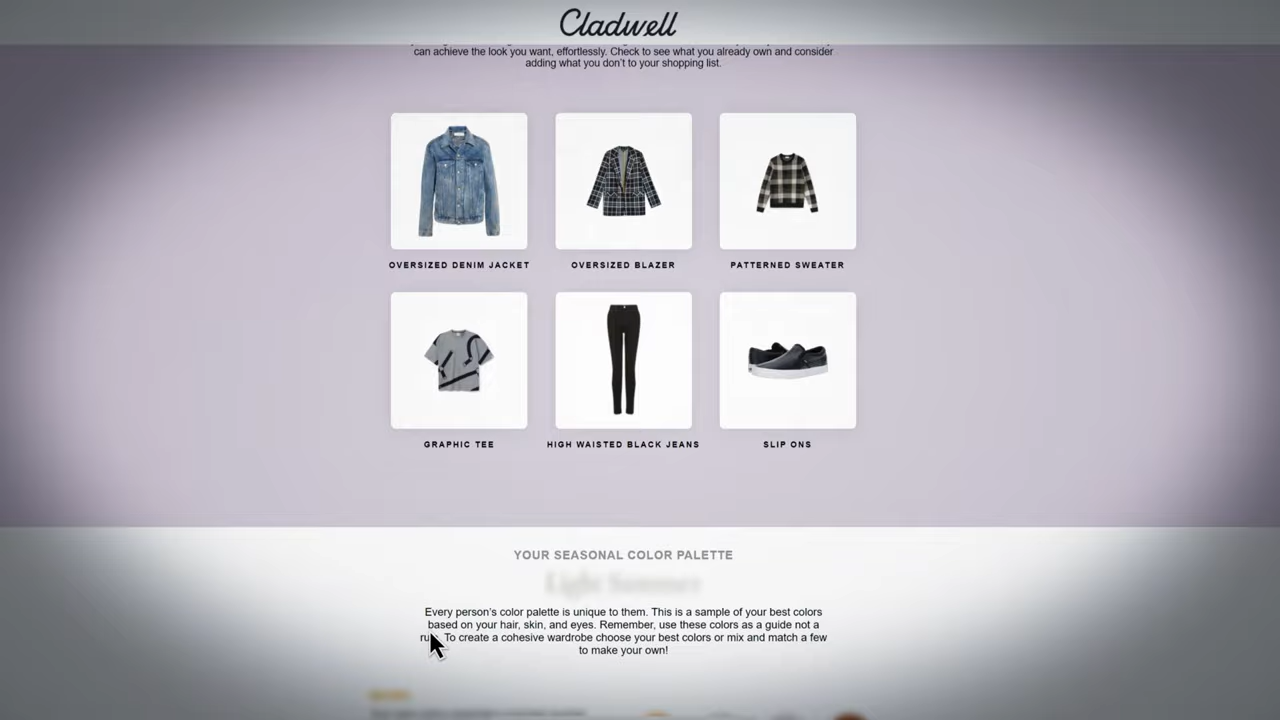 Cladwell
can achieve the look you want, effortlessly. Check to see what you already own and consider
adding what you don't to your shopping list.
OVERSIZED DENIM JACKET
OVERSIZED BLAZER
PATTERNED SWEATER
GRAPHIC TEE
HIGH WAISTED BLACK JEANS
SLIP ONS
YOUR SEASONAL COLOR PALETTE
Light Summer
Every person's color palette is unique to them. This is a sample of your best colors
based on your hair, skin, and eyes. Remember, use these colors as a guide not a
To create a cohesive wardrobe choose your best colors or mix and match a few
to make your own!